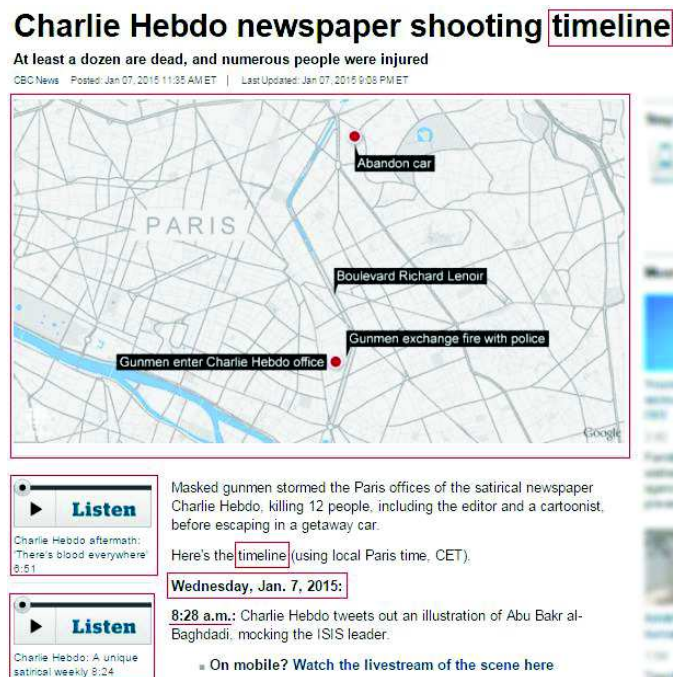 Charlie Hebdo newspaper shooting timeline
At least a dozen are dead, and numerous people were injured
CBC News Posted: Jan 07, 2015 11:35 AM ET | Last Updated: Jan 07, 2015 9:08 PM ET
Abandon car
PARIS
Boulevard Richard Lenoir
Gunmen exchange fire with police
Gunmen enter Charlie Hebdo office
Google
Listen
Charlie Hebdo aftermath:
'There's blood everywhere'
6:51
Listen
Charlie Hebdo: A unique
satirical weekly 8:24
Masked gunmen stormed the Paris offices of the satirical newspaper
Charlie Hebdo, killing 12 people, including the editor and a cartoonist,
before escaping in a getaway car.
Here's the timeline (using local Paris time, CET).
Wednesday, Jan. 7, 2015:
8:28 a.m.: Charlie Hebdo tweets out an illustration of Abu Bakr al-
Baghdadi, mocking the ISIS leader.
On mobile? Watch the livestream of the scene here